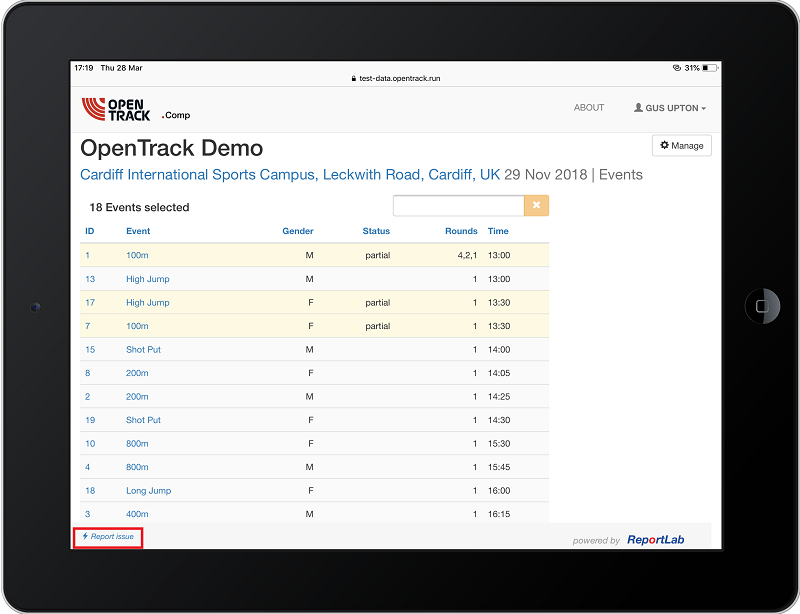 17:19 Thu 28 Mar 31%
test-data.opentrack.run
OPEN
TRACK .Comp
ABOUT GUS UPTON
OpenTrack Demo
Manage
Cardiff International Sports Campus, Leckwith Road, Cardiff, UK 29 Nov 2018 | Events
18 Events selected
ID Event Gender Status Rounds Time
1 100m M partial 4,2,1 13:00
13 High Jump M 1 13:00
17 High Jump F partial 1 13:30
7 100m F partial 1 13:30
15 Shot Put M 1 14:00
8 200m F 1 14:05
2 200m M 1 14:25
19 Shot Put F 1 14:30
10 800m F 1 15:30
4 800m M 1 15:45
18 Long Jump F 1 16:00
3 400m M 1 16:15
Report issue
powered by ReportLab